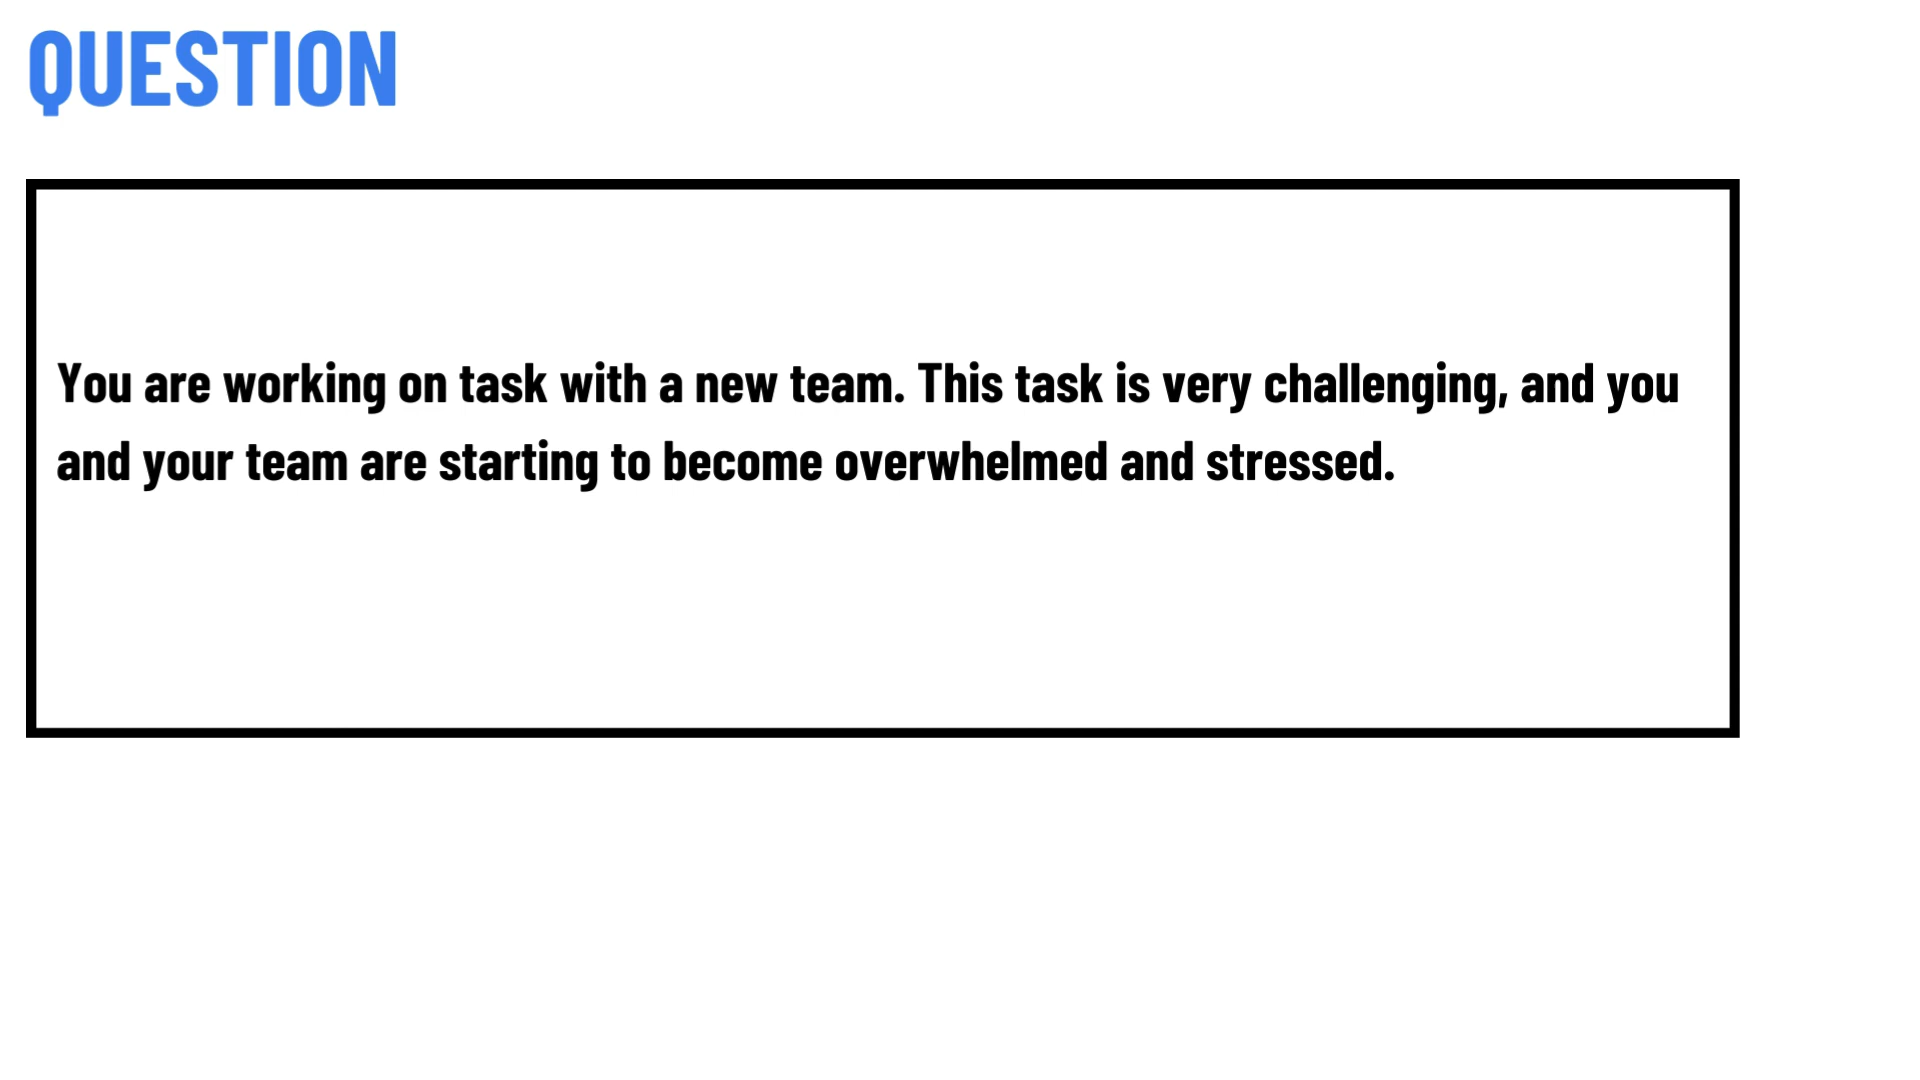 QUESTION
You are working on task with a new team. This task is very challenging, and you
and your team are starting to become overwhelmed and stressed.